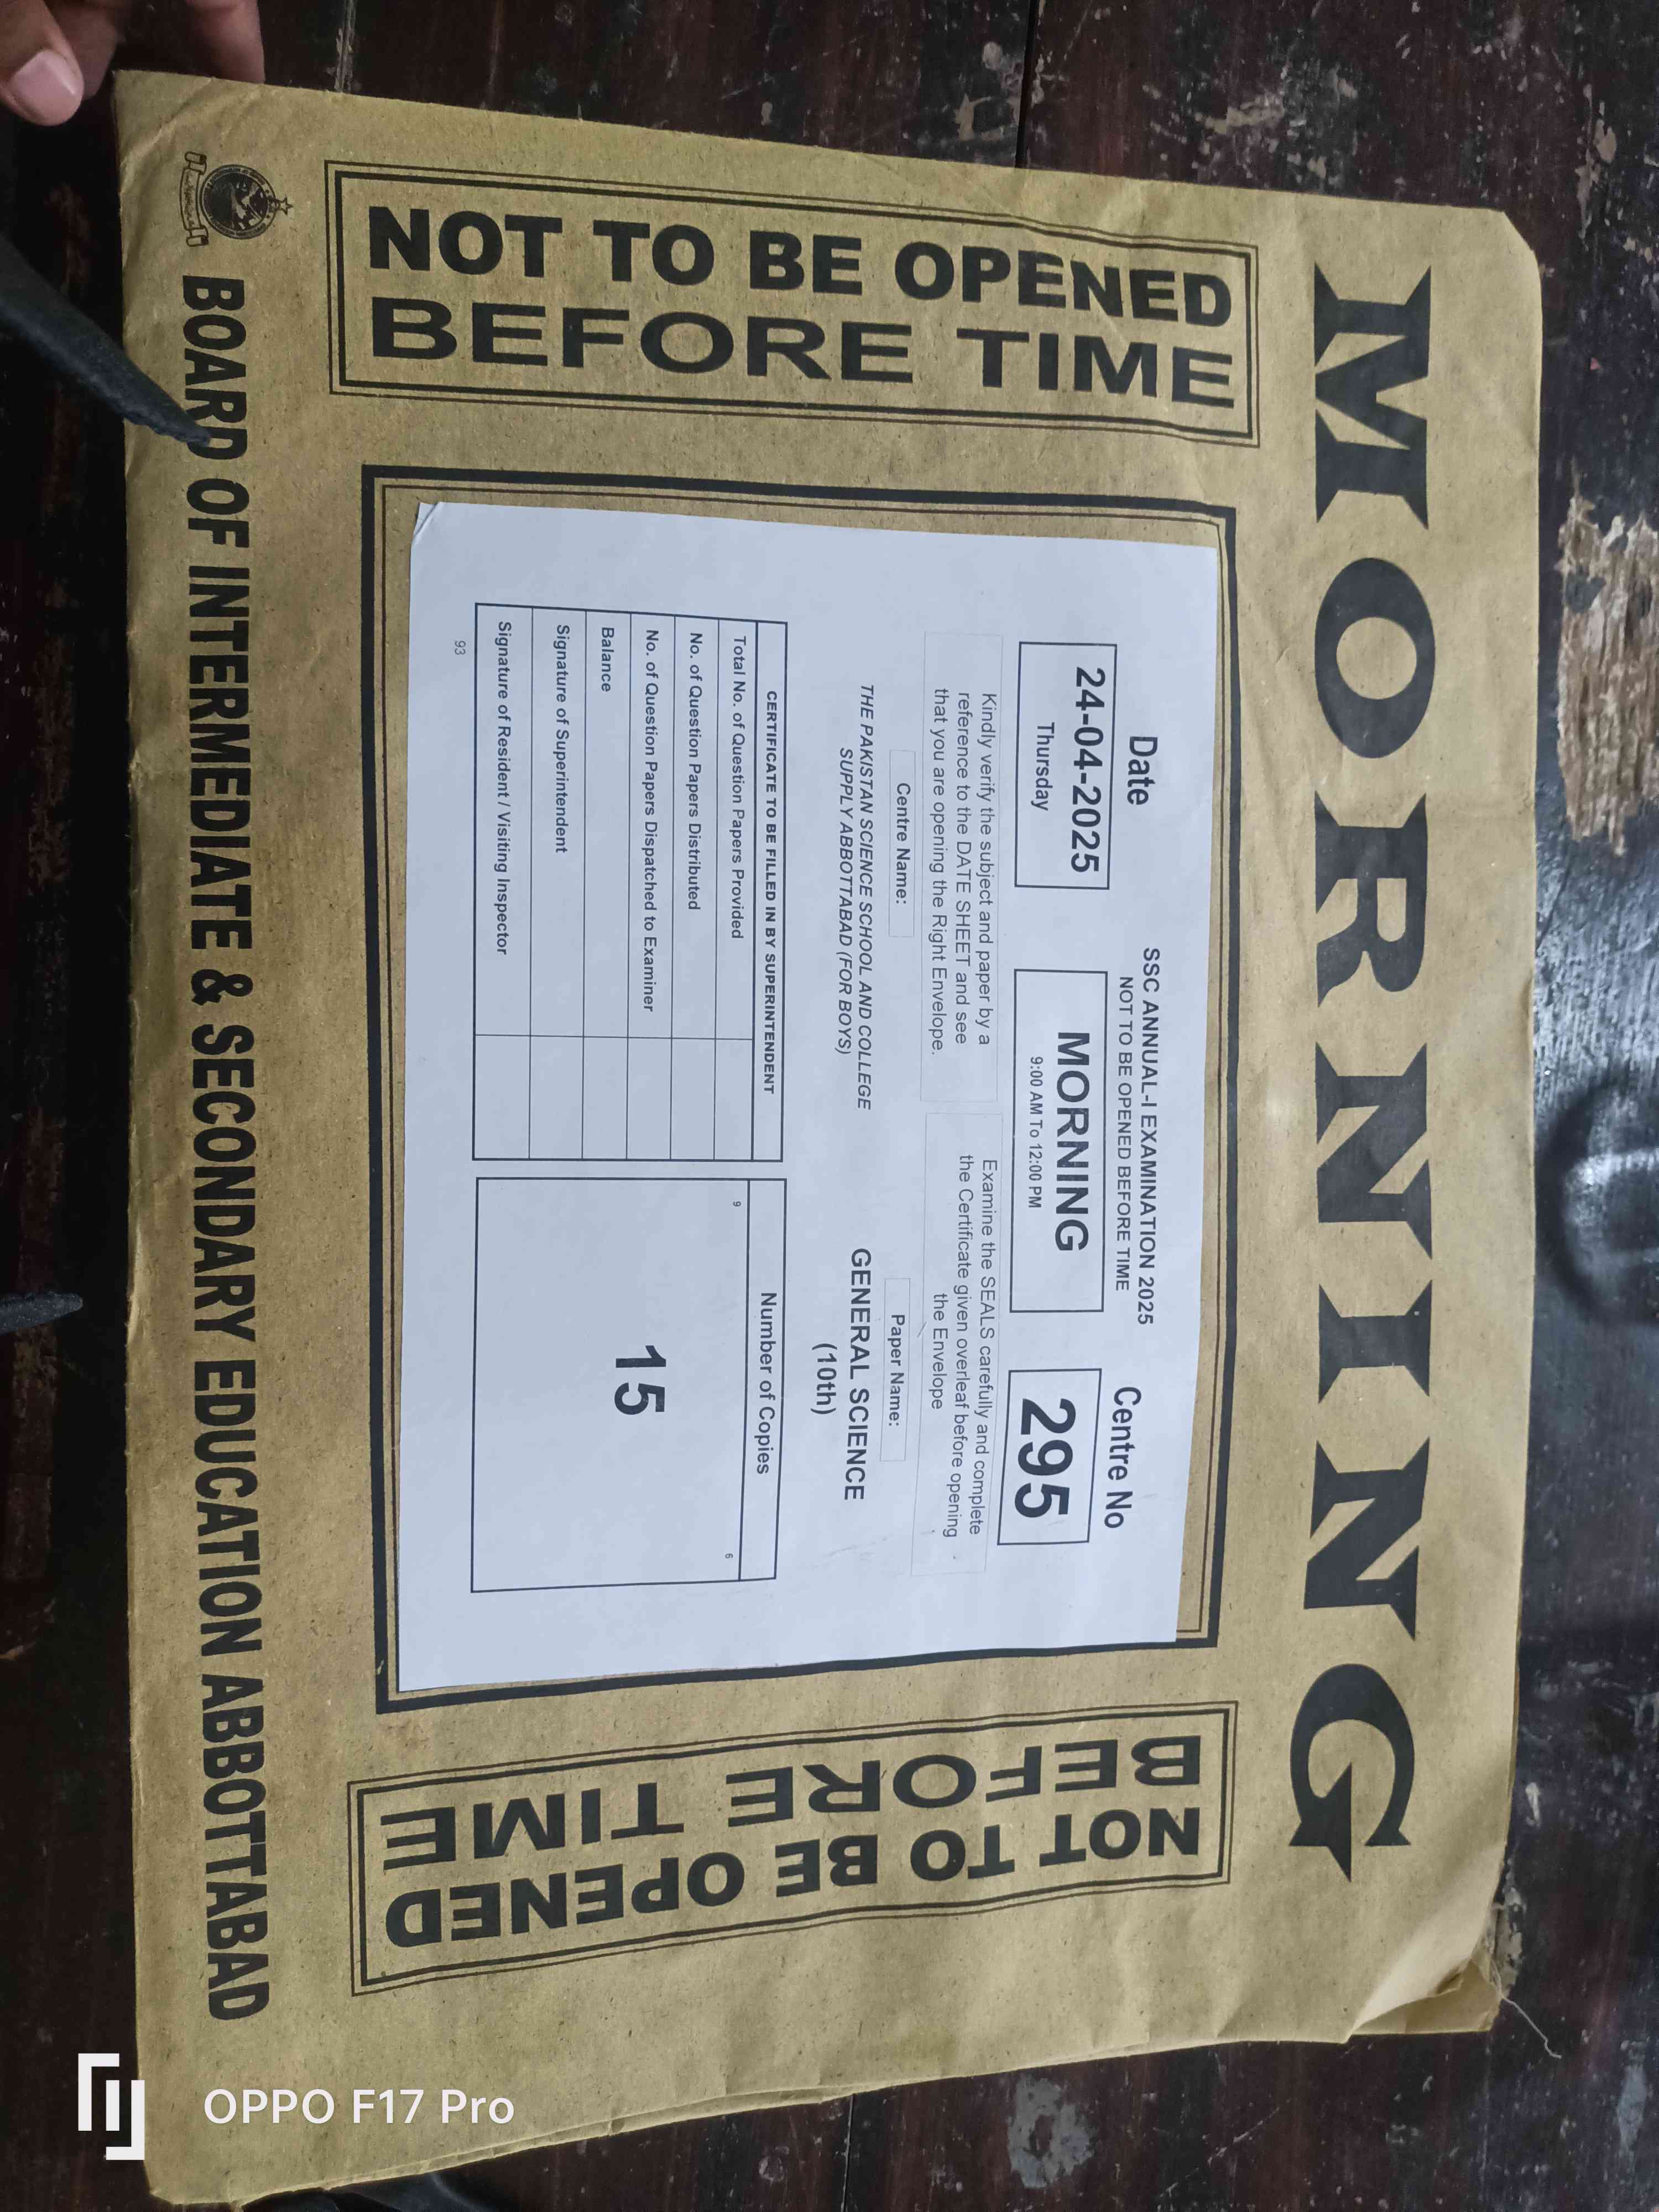 MORNING
NOT TO BE OPENED
BEFORE TIME
SSC ANNUAL-I EXAMINATION 2025
NOT TO BE OPENED BEFORE TIME
Date
24-04-2025
Thursday
MORNING
9:00 AM To 12:00 PM
Centre No
295
Kindly verify the subject and paper by a
reference to the DATE SHEET and see
that you are opening the Right Envelope.
Examine the SEALS carefully and complete
the Certificate given overleaf before opening
the Envelope
Centre Name:
THE PAKISTAN SCIENCE SCHOOL AND COLLEGE
SUPPLY ABBOTTABAD (FOR BOYS)
Paper Name:
GENERAL SCIENCE
(10th)
CERTIFICATE TO BE FILLED IN BY SUPERINTENDENT
Total No. of Question Papers Provided
No. of Question Papers Distributed
No. of Question Papers Dispatched to Examiner
Balance
Signature of Superintendent
Signature of Resident / Visiting Inspector
Number of Copies
9
6
15
93
NOT TO BE OPENED
BEFORE TIME
BOARD OF INTERMEDIATE & SECONDARY EDUCATION ABBOTTABAD
OPPO F17 Pro